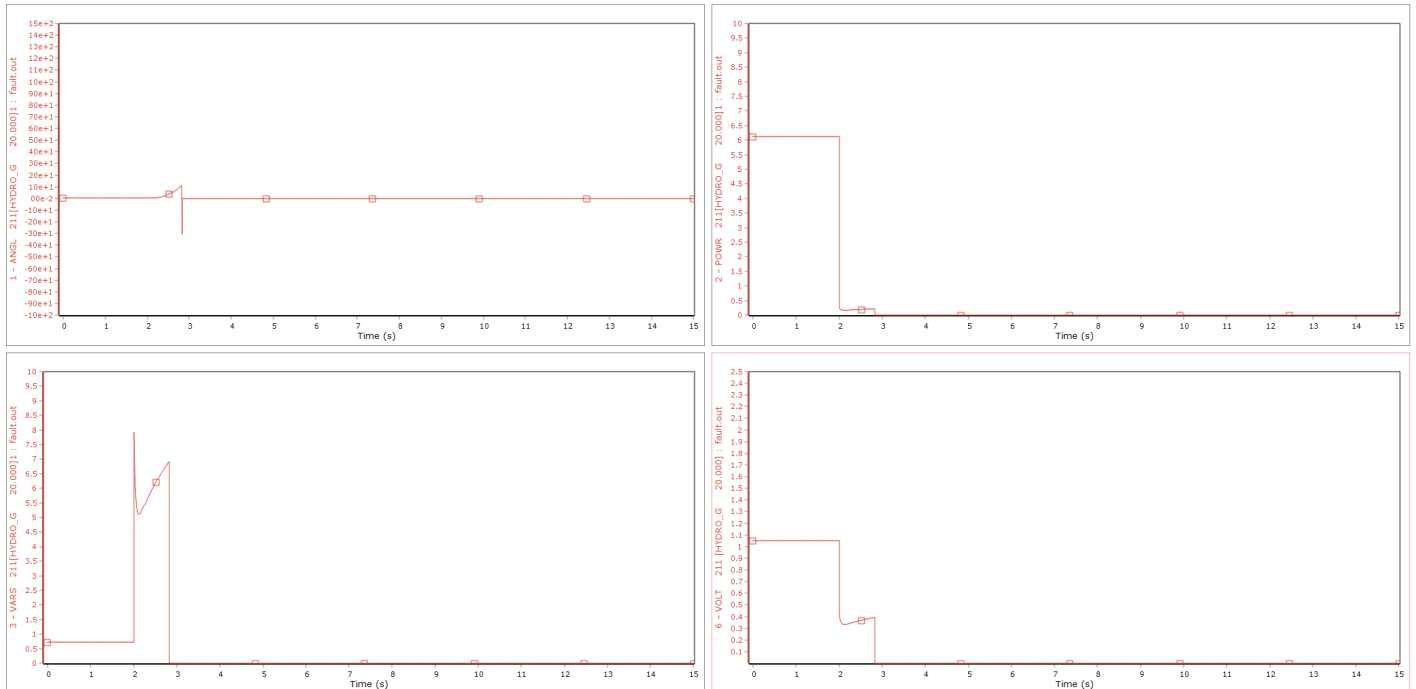 1 - ANGL 211[HYDRO_G 20.000]1 : fault.out
15e+2
14e+2
13e+2
12e+2
11e+2
10e+2
90e+1
80e+1
70e+1
60e+1
50e+1
40e+1
30e+1
20e+1
10e+1
00e-2
-10e+1
-20e+1
-30e+1
-40e+1
-50e+1
-60e+1
-70e+1
-80e+1
-90e+1
-10e+2
0 1 2 3 4 5 6 7 8 9 10 11 12 13 14 15
Time (s)
2 - POWR 211[HYDRO_G 20.000]1 : fault.out
10
9.5
9
8.5
8
7.5
7
6.5
6
5.5
5
4.5
4
3.5
3
2.5
2
1.5
1
0.5
0
0 1 2 3 4 5 6 7 8 9 10 11 12 13 14 15
Time (s)
3 - VARS 211[HYDRO_G 20.000]1 : fault.out
10
9.5
9
8.5
8
7.5
7
6.5
6
5.5
5
4.5
4
3.5
3
2.5
2
1.5
1
0.5
0
0 1 2 3 4 5 6 7 8 9 10 11 12 13 14 15
Time (s)
6 - VOLT 211 [HYDRO_G 20.000] : fault.out
2.5
2.4
2.3
2.2
2.1
2
1.9
1.8
1.7
1.6
1.5
1.4
1.3
1.2
1.1
1
0.9
0.8
0.7
0.6
0.5
0.4
0.3
0.2
0.1
0 1 2 3 4 5 6 7 8 9 10 11 12 13 14 15
Time (s)